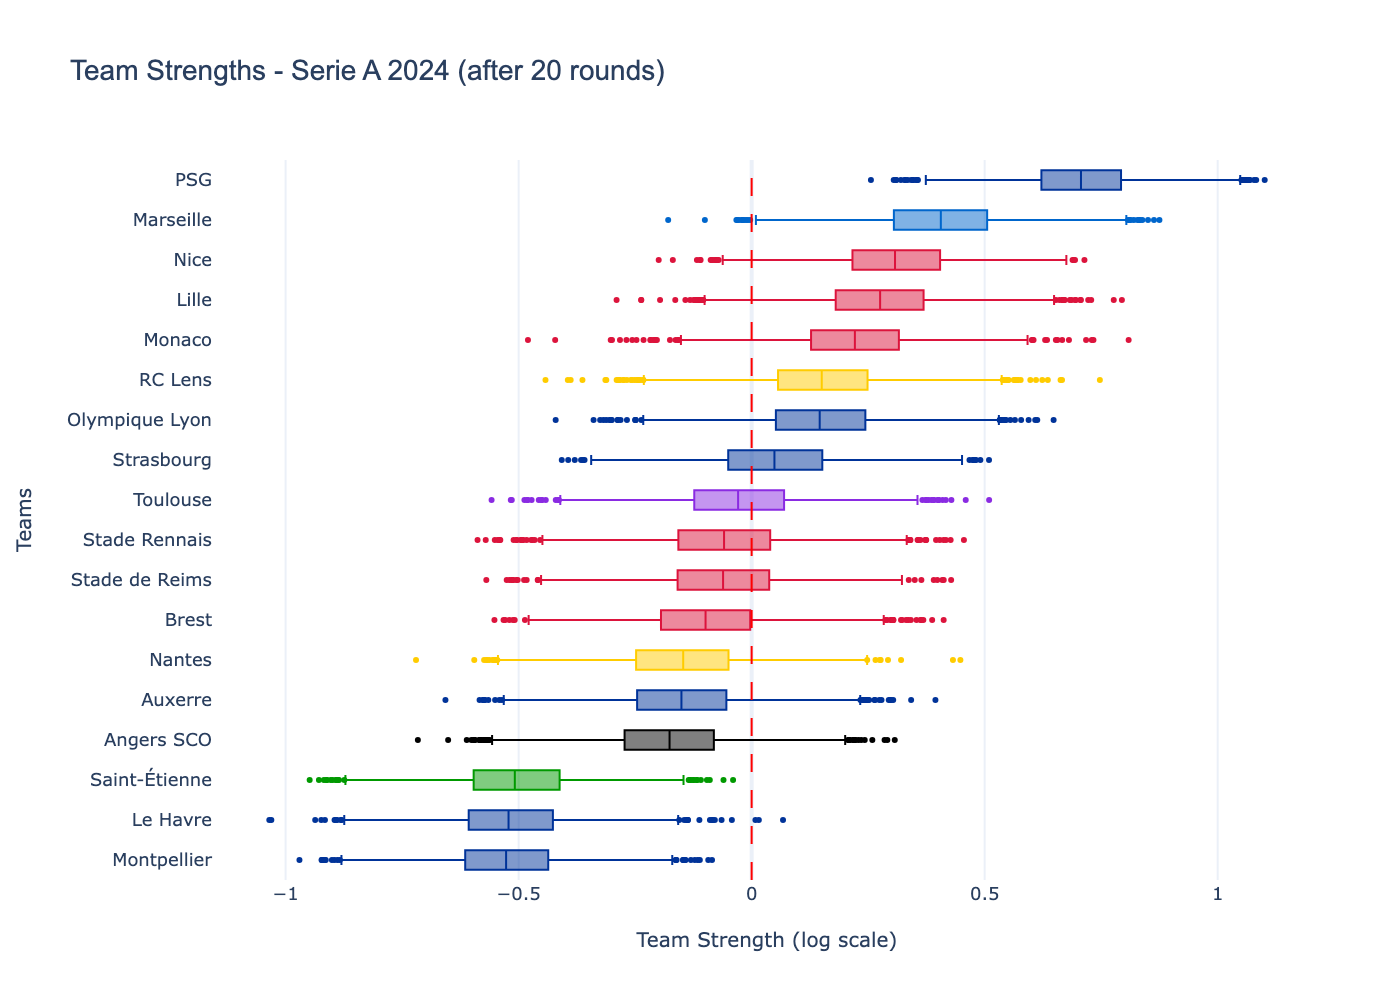 Team Strengths - Serie A 2024 (after 20 rounds)
PSG
Marseille
Nice
Lille
Monaco
RC Lens
Olympique Lyon
Strasbourg
Toulouse
Stade Rennais
Stade de Reims
Brest
Nantes
Auxerre
Angers SCO
Saint-Étienne
Le Havre
Montpellier
Teams
−1
−0.5
0
0.5
1
Team Strength (log scale)